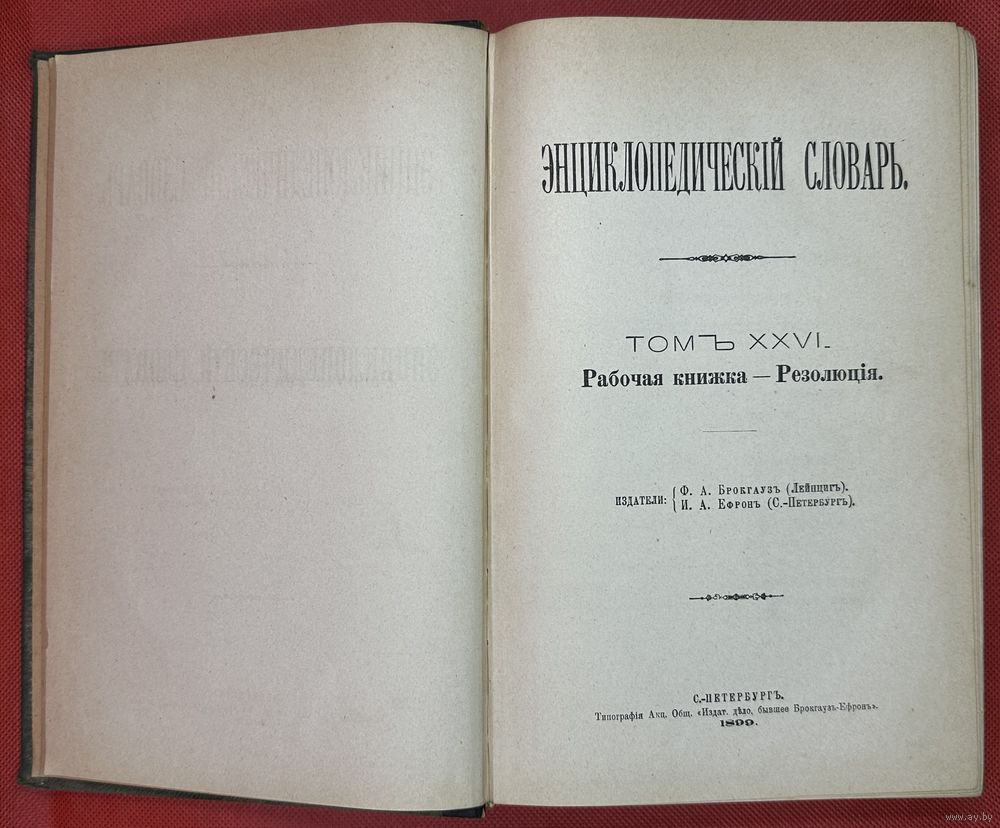 ЭНЦИКЛОПЕДИЧЕСКІЙ СЛОВАРЬ.
ТОМЪ XXVI.
Рабочая книжка — Резолюція.
ИЗДАТЕЛИ: { Ф. А. БРОКГАУЗЪ (ЛЕЙПЦИГЪ).
И. А. ЕФРОНЪ (С.-ПЕТЕРБУРГЪ).
С.-ПЕТЕРБУРГЪ.
Типографія Акц. Общ. «Издат. дѣло, бывшее Брокгаузъ-Ефронъ».
1899.
www.ay.by